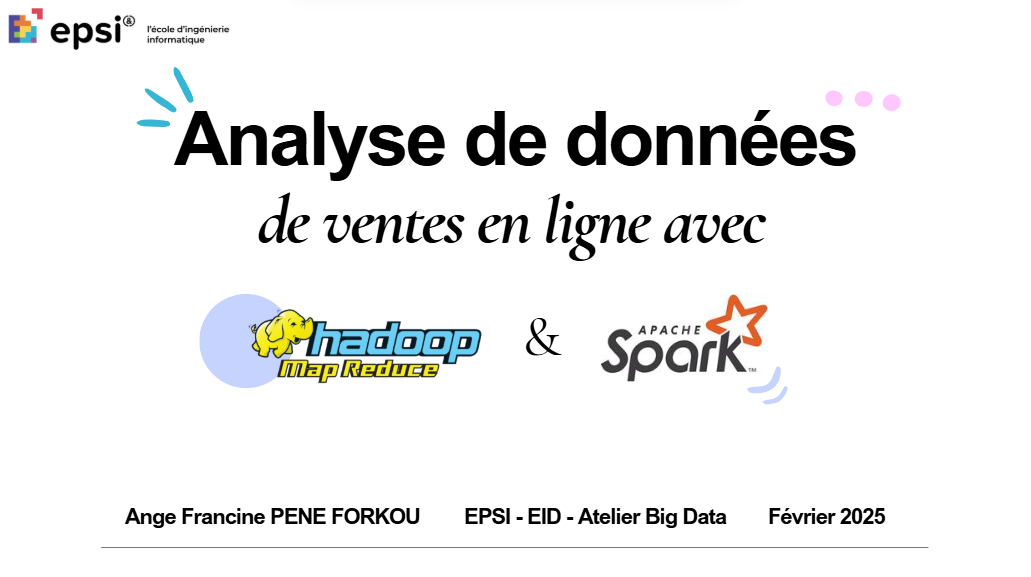 epsi
l'école d'ingénierie
informatique
Analyse de données
de ventes en ligne avec
hadoop
Map Reduce
&
APACHE
Spark™
Ange Francine PENE FORKOU EPSI - EID - Atelier Big Data Février 2025